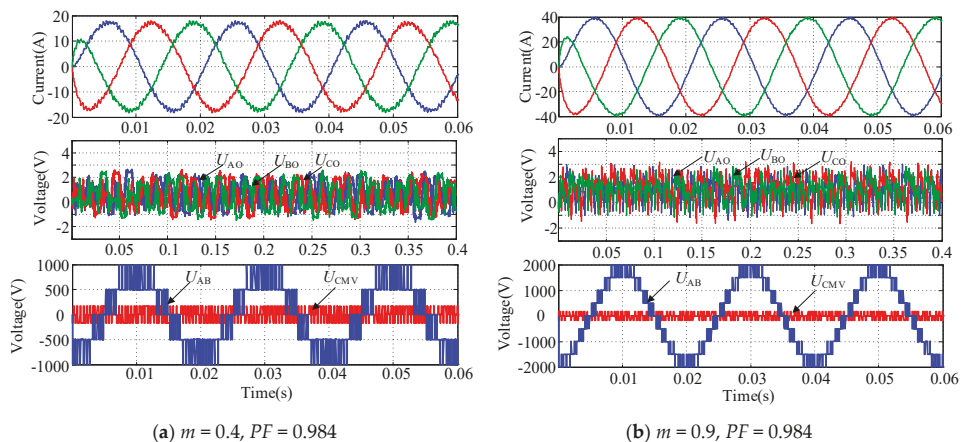 20
10
0
-10
-20
Current(A)
0.01 0.02 0.03 0.04 0.05 0.06
4
2
0
-2
Voltage(V)
U_AO U_BO U_CO
0.05 0.1 0.15 0.2 0.25 0.3 0.35 0.4
1000
500
0
-500
-1000
Voltage(V)
U_AB U_CMV
0.01 0.02 0.03 0.04 0.05 0.06
Time(s)
(a) m = 0.4, PF = 0.984
40
20
0
-20
-40
Current(A)
0.01 0.02 0.03 0.04 0.05 0.06
4
2
0
-2
Voltage(V)
U_AO U_BO U_CO
0.05 0.1 0.15 0.2 0.25 0.3 0.35 0.4
2000
1000
0
-1000
-2000
Voltage(V)
U_AB U_CMV
0.01 0.02 0.03 0.04 0.05 0.06
Time(s)
(b) m = 0.9, PF = 0.984